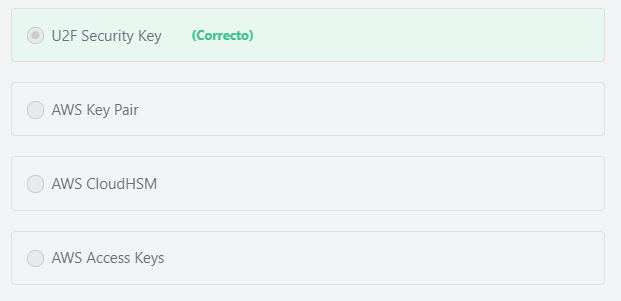 U2F Security Key (Correcto)
AWS Key Pair
AWS CloudHSM
AWS Access Keys